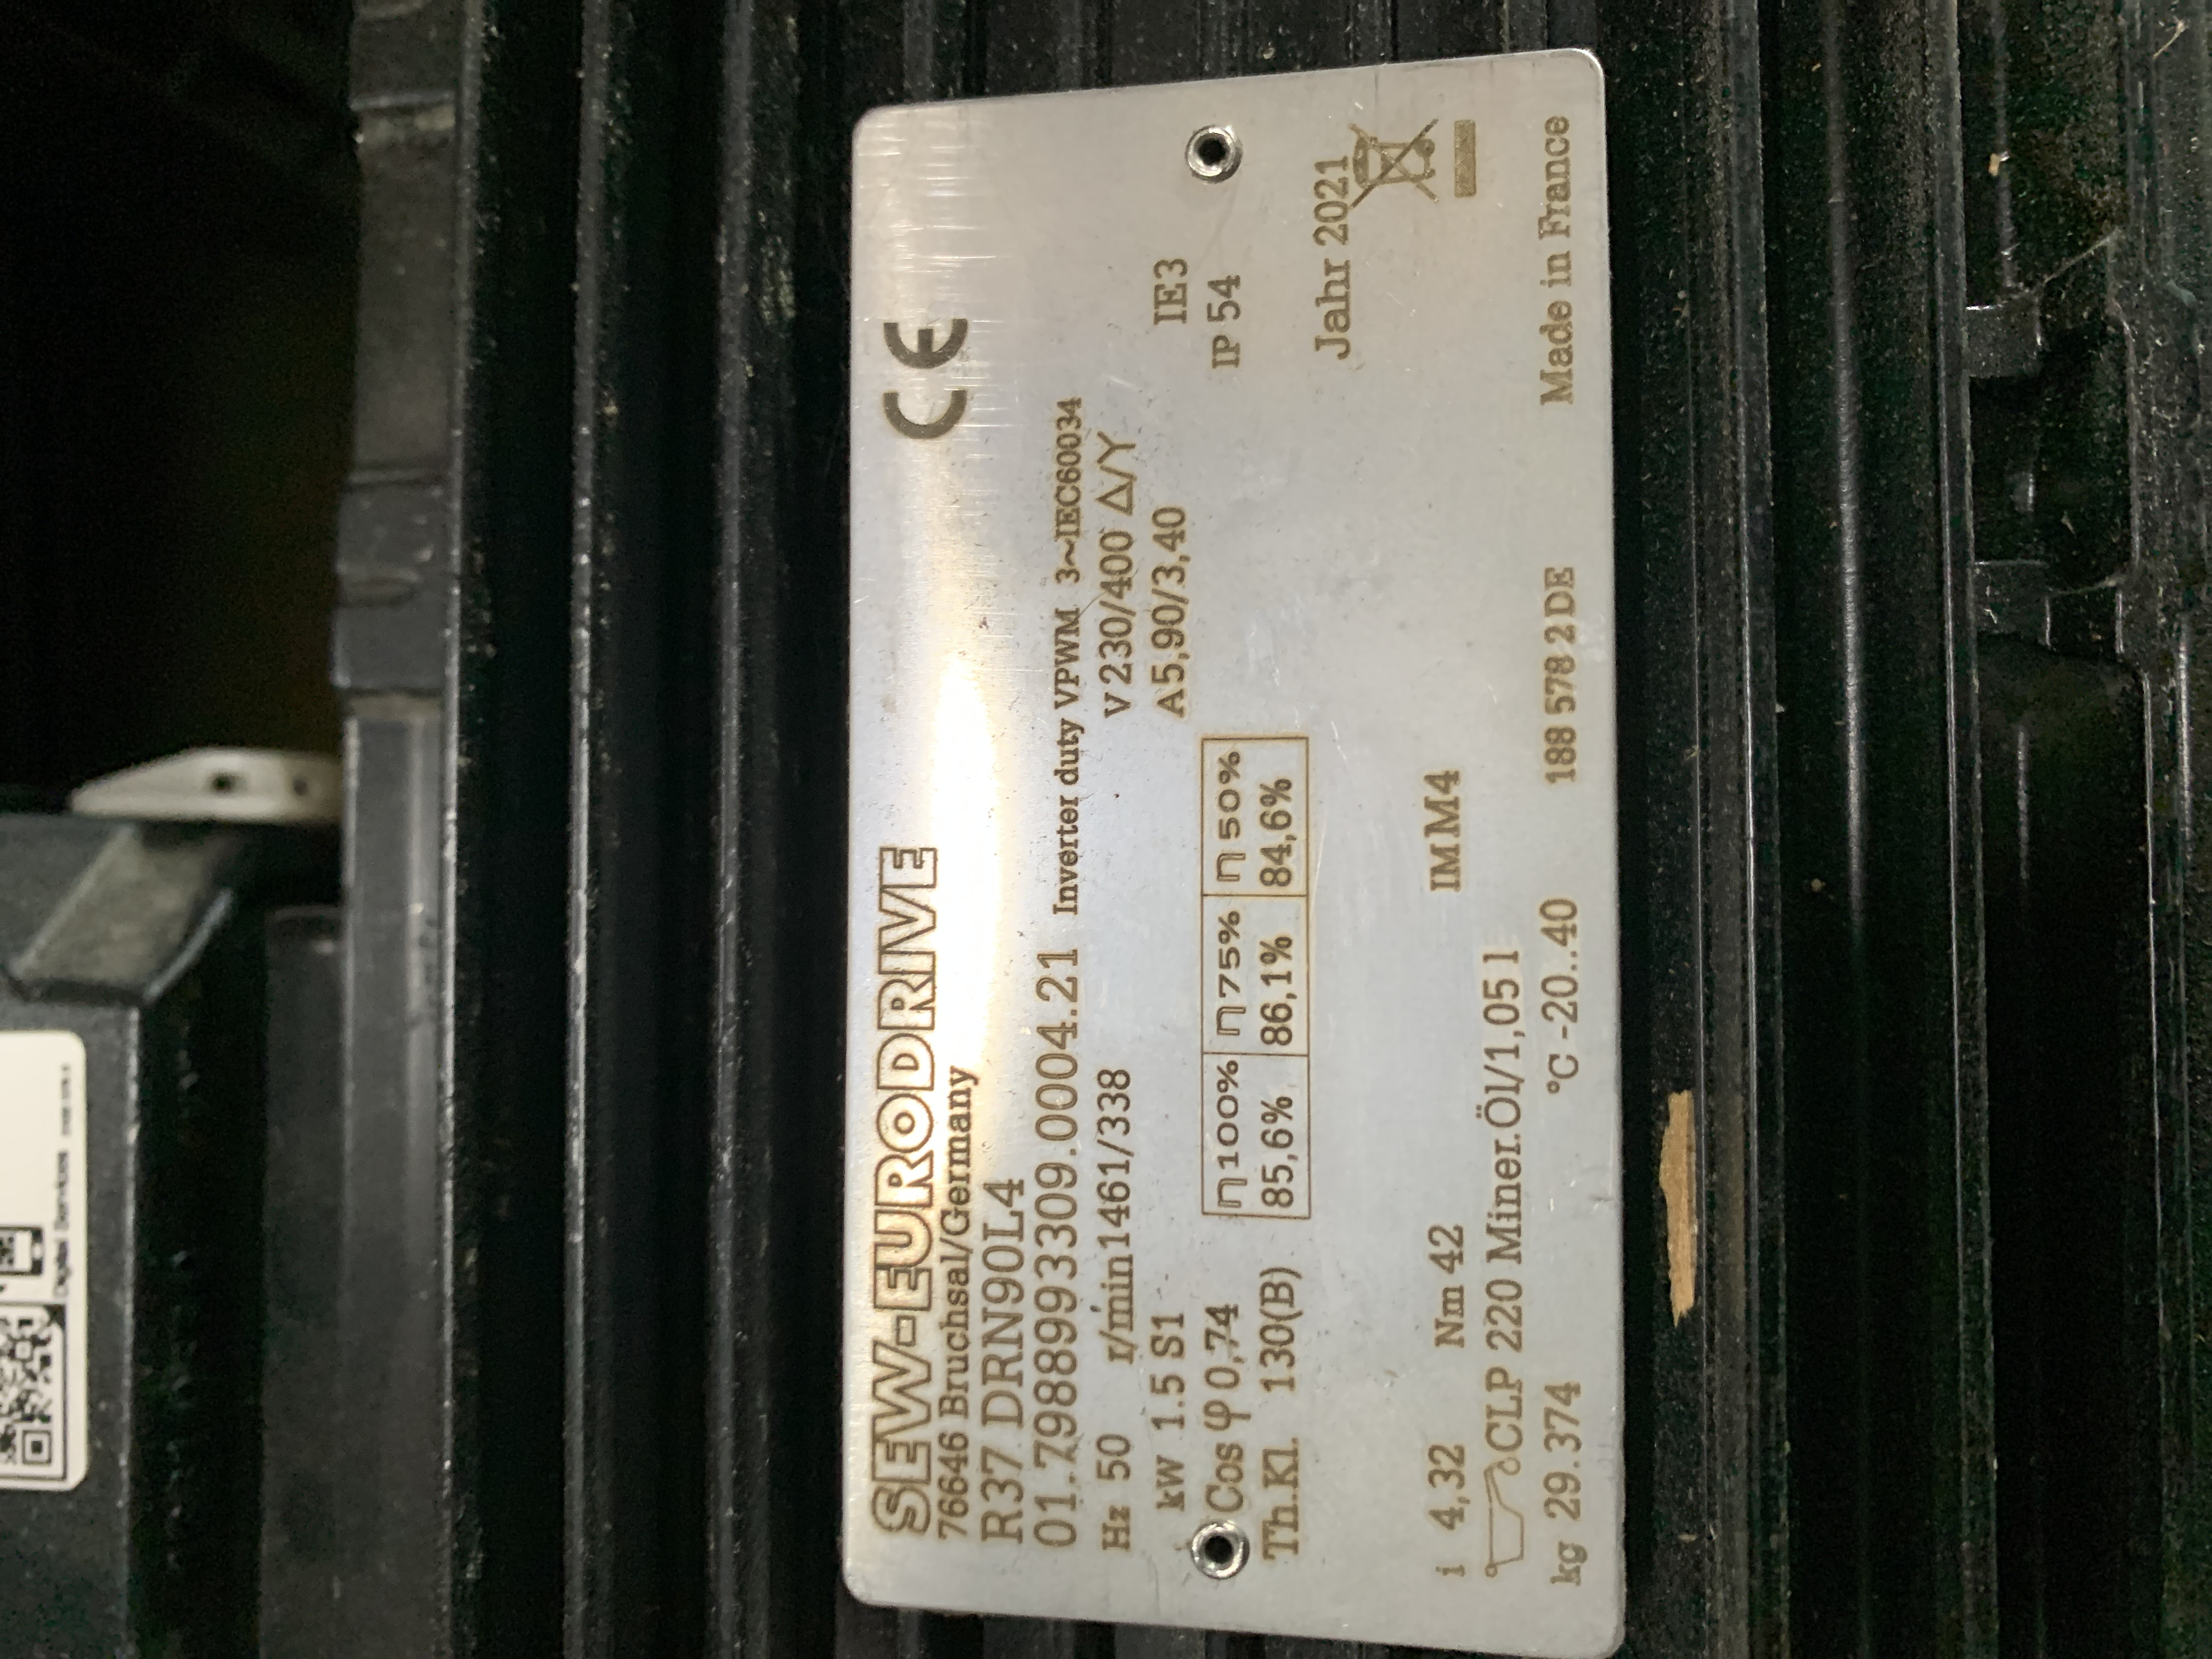 SEW-EURODRIVE CE
76646 Bruchsal/Germany
R37 DRN90L4
01.7988993309.0004.21 Inverter duty VPWM 3~IEC60034
Hz 50 r/min 1461/338 V 230/400 Δ/Y
kW 1.5 S1 A 5,90/3,40 IE3
Cos φ 0,74 η100% η75% η50% IP 54
Th.Kl. 130(B) 85,6% 86,1% 84,6%
Jahr 2021
i 4,32 Nm 42 IM M4
CLP 220 Miner.Öl/1,05 l
kg 29.374 °C -20..40 188 578 2 DE Made in France
Digital Services